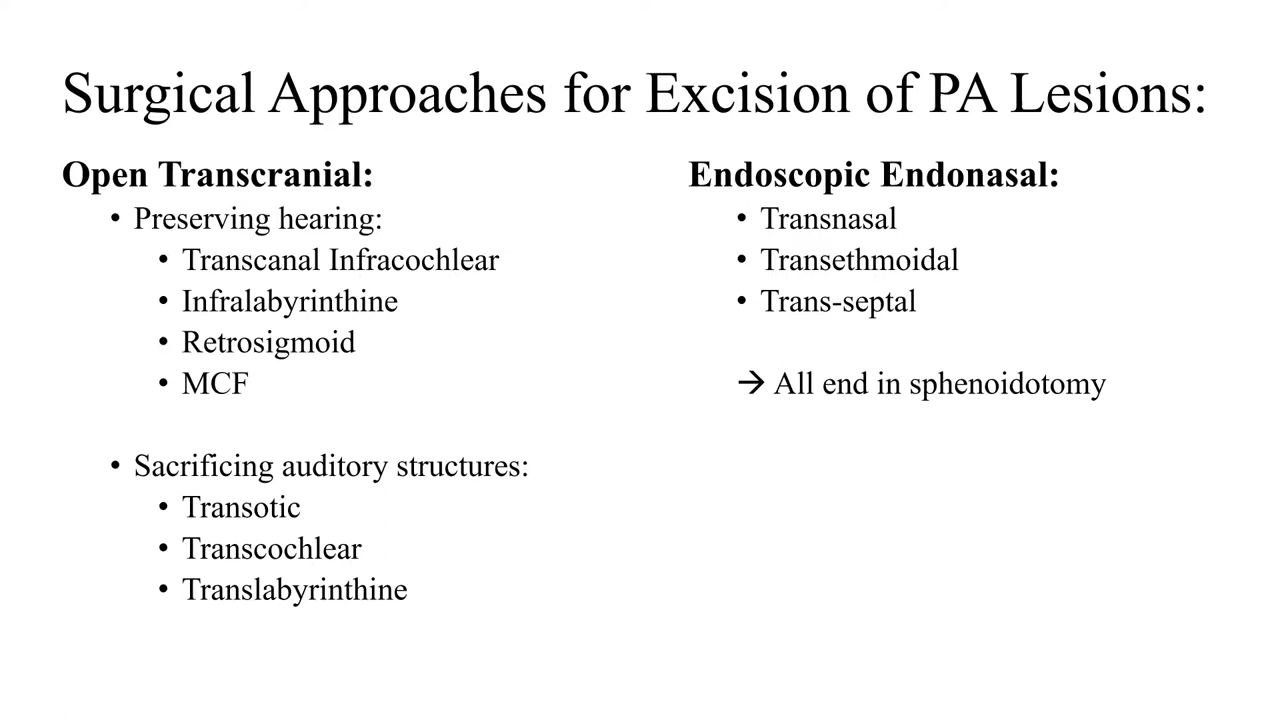 Surgical Approaches for Excision of PA Lesions:
Open Transcranial:
• Preserving hearing:
• Transcanal Infracochlear
• Infralabyrinthine
• Retrosigmoid
• MCF
• Sacrificing auditory structures:
• Transotic
• Transcochlear
• Translabyrinthine
Endoscopic Endonasal:
• Transnasal
• Transethmoidal
• Trans-septal
→ All end in sphenoidotomy